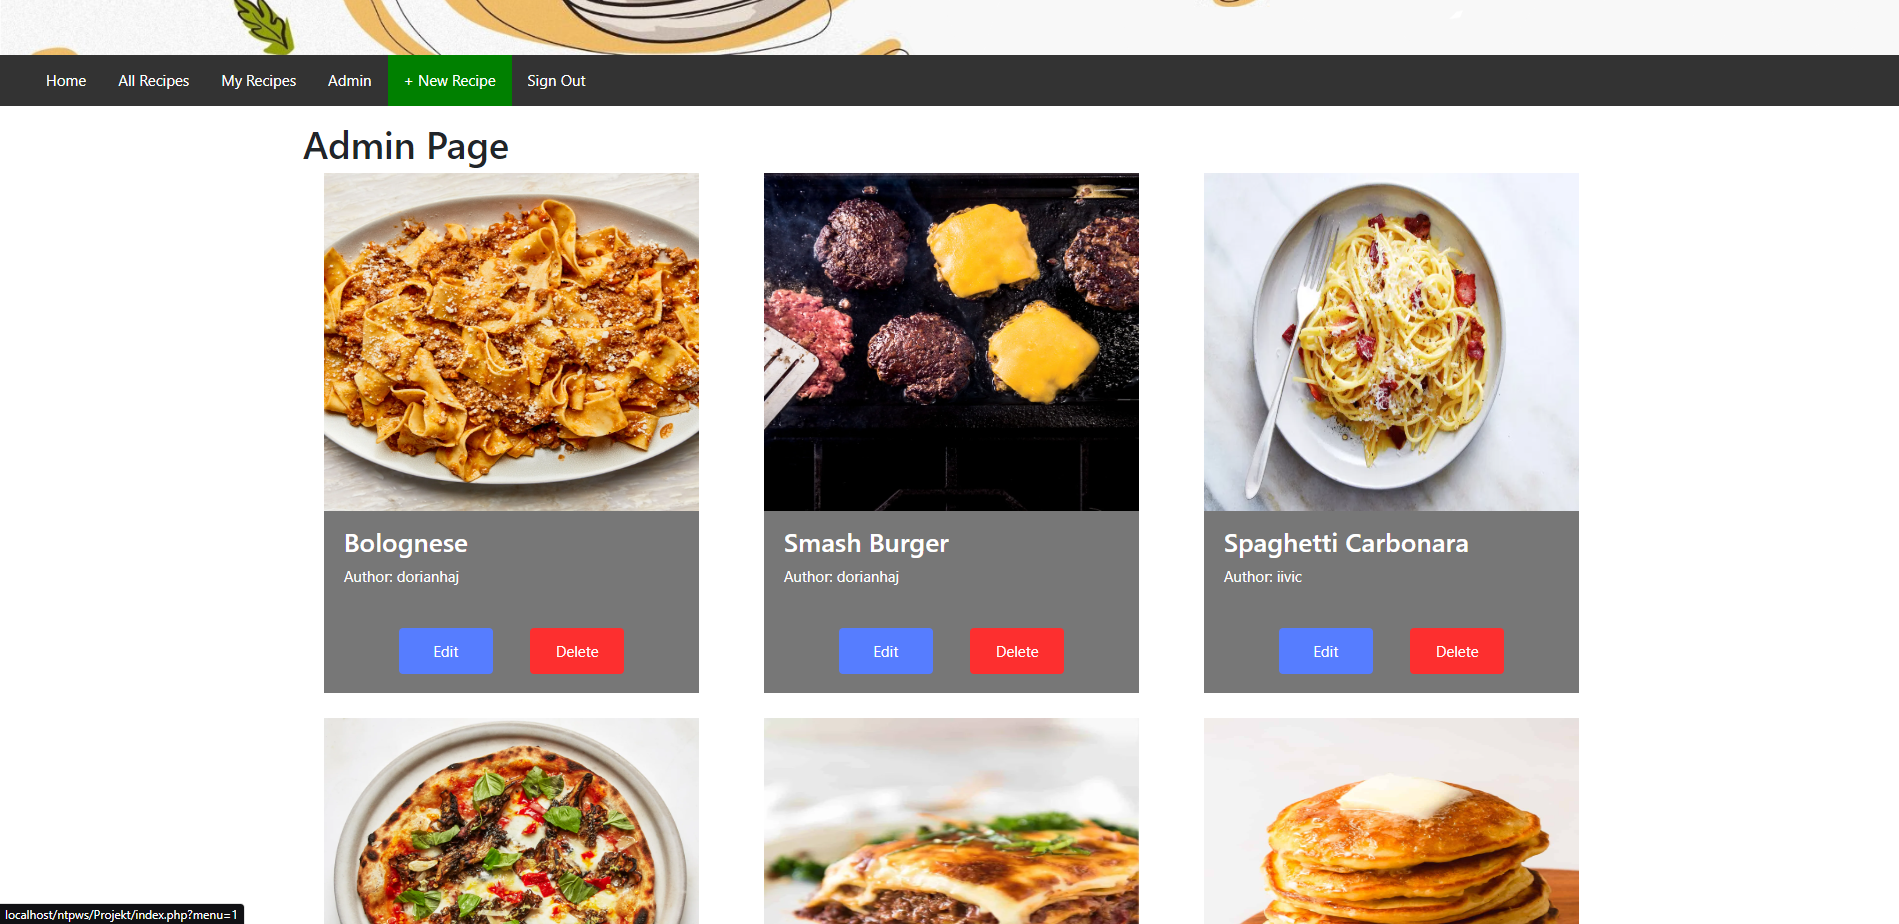 Home All Recipes My Recipes Admin + New Recipe Sign Out
Admin Page
Bolognese
Author: dorianhaj
Edit Delete
Smash Burger
Author: dorianhaj
Edit Delete
Spaghetti Carbonara
Author: iivic
Edit Delete
localhost/ntpws/Projekt/index.php?menu=1